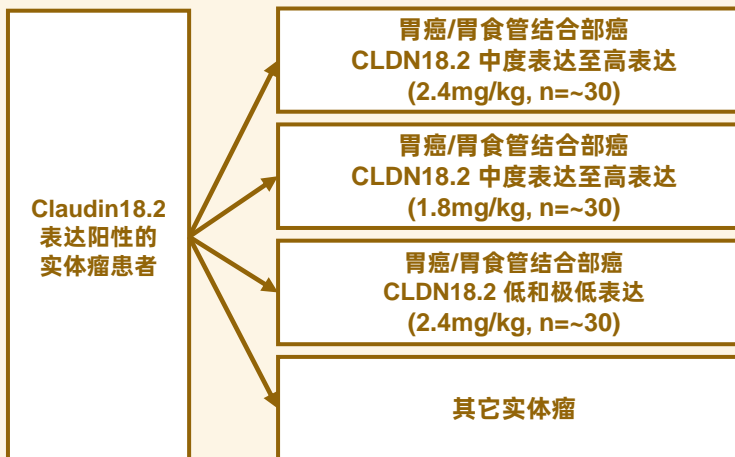 Claudin18.2
表达阳性的
实体瘤患者
胃癌/胃食管结合部癌
CLDN18.2 中度表达至高表达
(2.4mg/kg, n=~30)
胃癌/胃食管结合部癌
CLDN18.2 中度表达至高表达
(1.8mg/kg, n=~30)
胃癌/胃食管结合部癌
CLDN18.2 低和极低表达
(2.4mg/kg, n=~30)
其它实体瘤